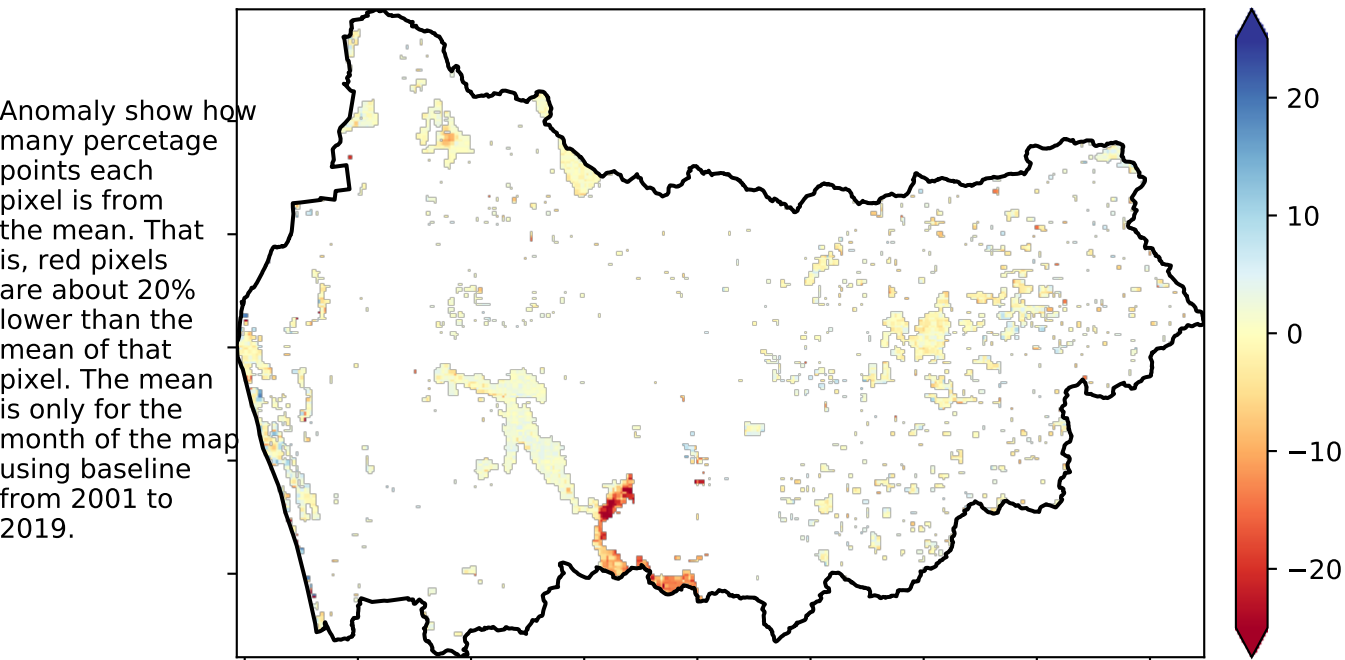 Anomaly show how
many percetage
points each
pixel is from
the mean. That
is, red pixels
are about 20%
lower than the
mean of that
pixel. The mean
is only for the
month of the map
using baseline
from 2001 to
2019.
20
10
0
−10
−20